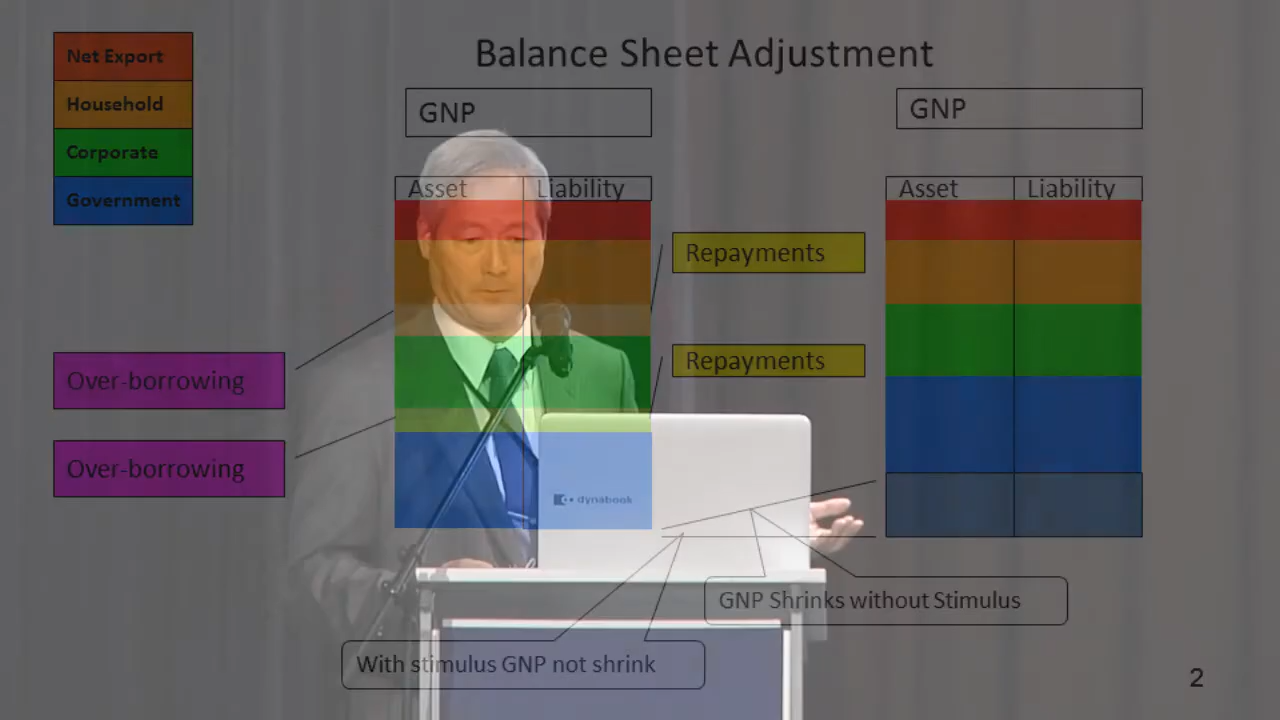 Balance Sheet Adjustment
Net Export
Household
Corporate
Government
GNP
GNP
Asset
Liability
Asset
Liability
Repayments
Repayments
Over-borrowing
Over-borrowing
dynabook
GNP Shrinks without Stimulus
With stimulus GNP not shrink
2